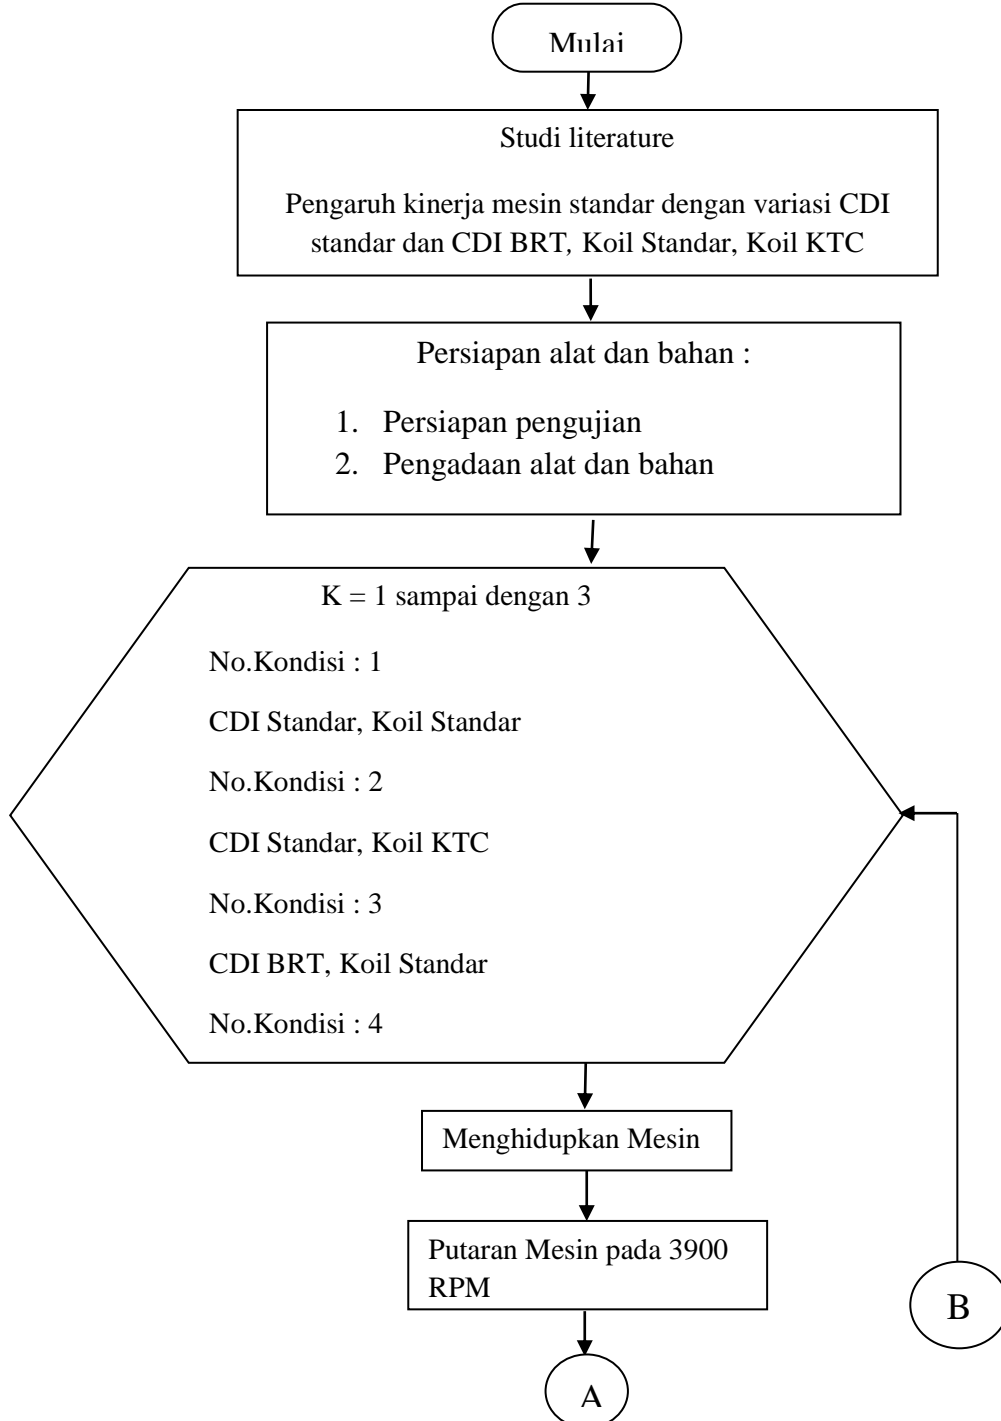 Mulai
Studi literature
Pengaruh kinerja mesin standar dengan variasi CDI
standar dan CDI BRT, Koil Standar, Koil KTC
Persiapan alat dan bahan :
1. Persiapan pengujian
2. Pengadaan alat dan bahan
K = 1 sampai dengan 3
No.Kondisi : 1
CDI Standar, Koil Standar
No.Kondisi : 2
CDI Standar, Koil KTC
No.Kondisi : 3
CDI BRT, Koil Standar
No.Kondisi : 4
Menghidupkan Mesin
Putaran Mesin pada 3900
RPM
B
A